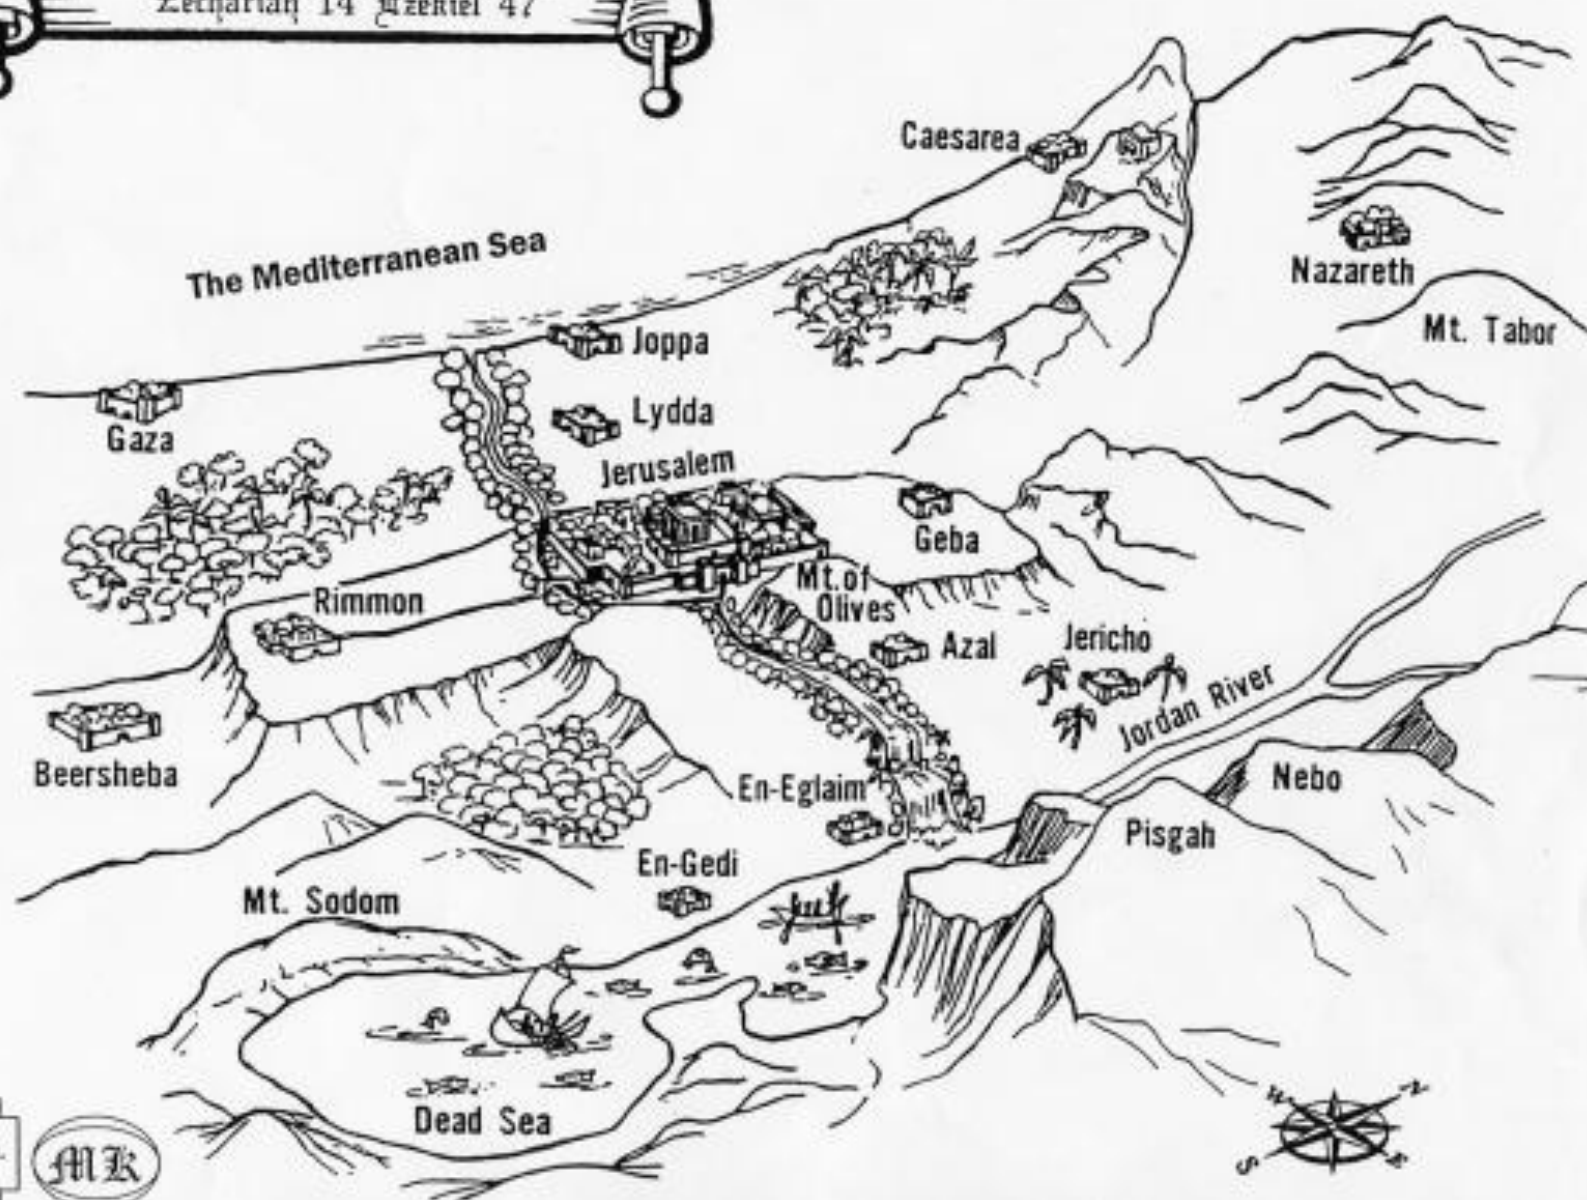 Zechariah 14 Ezekiel 47
Caesarea
Nazareth
The Mediterranean Sea
Mt. Tabor
Joppa
Lydda
Gaza
Jerusalem
Geba
Mt. of
Olives
Rimmon
Azal
Jericho
Jordan River
Beersheba
En-Eglaim
Nebo
Pisgah
En-Gedi
Mt. Sodom
Dead Sea
W
N
S
E
MK